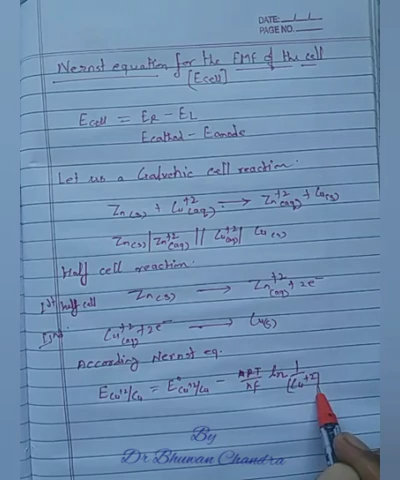 DATE: / /
PAGE NO.
Nernst equation for the EMF of the cell
[Ecell]
Ecell = ER − EL
Ecathod − Eanode
Let us a Galvanic cell reaction.
Zn(s) + Cu+2(aq) ⟶ Zn+2(aq) + Cu(s)
Zn(s)|Zn+2(aq)||Cu+2(aq)|Cu(s)
Half cell reaction.
Ist half cell Zn(s) ⟶ Zn+2(aq) + 2e−
IInd Cu+2(aq) + 2e− ⟶ Cu(s)
According Nernst eq.
ECu+2/Cu = E°Cu+2/Cu − RT/nF ln 1/[Cu+2]
By
Dr Bhuwan Chandra